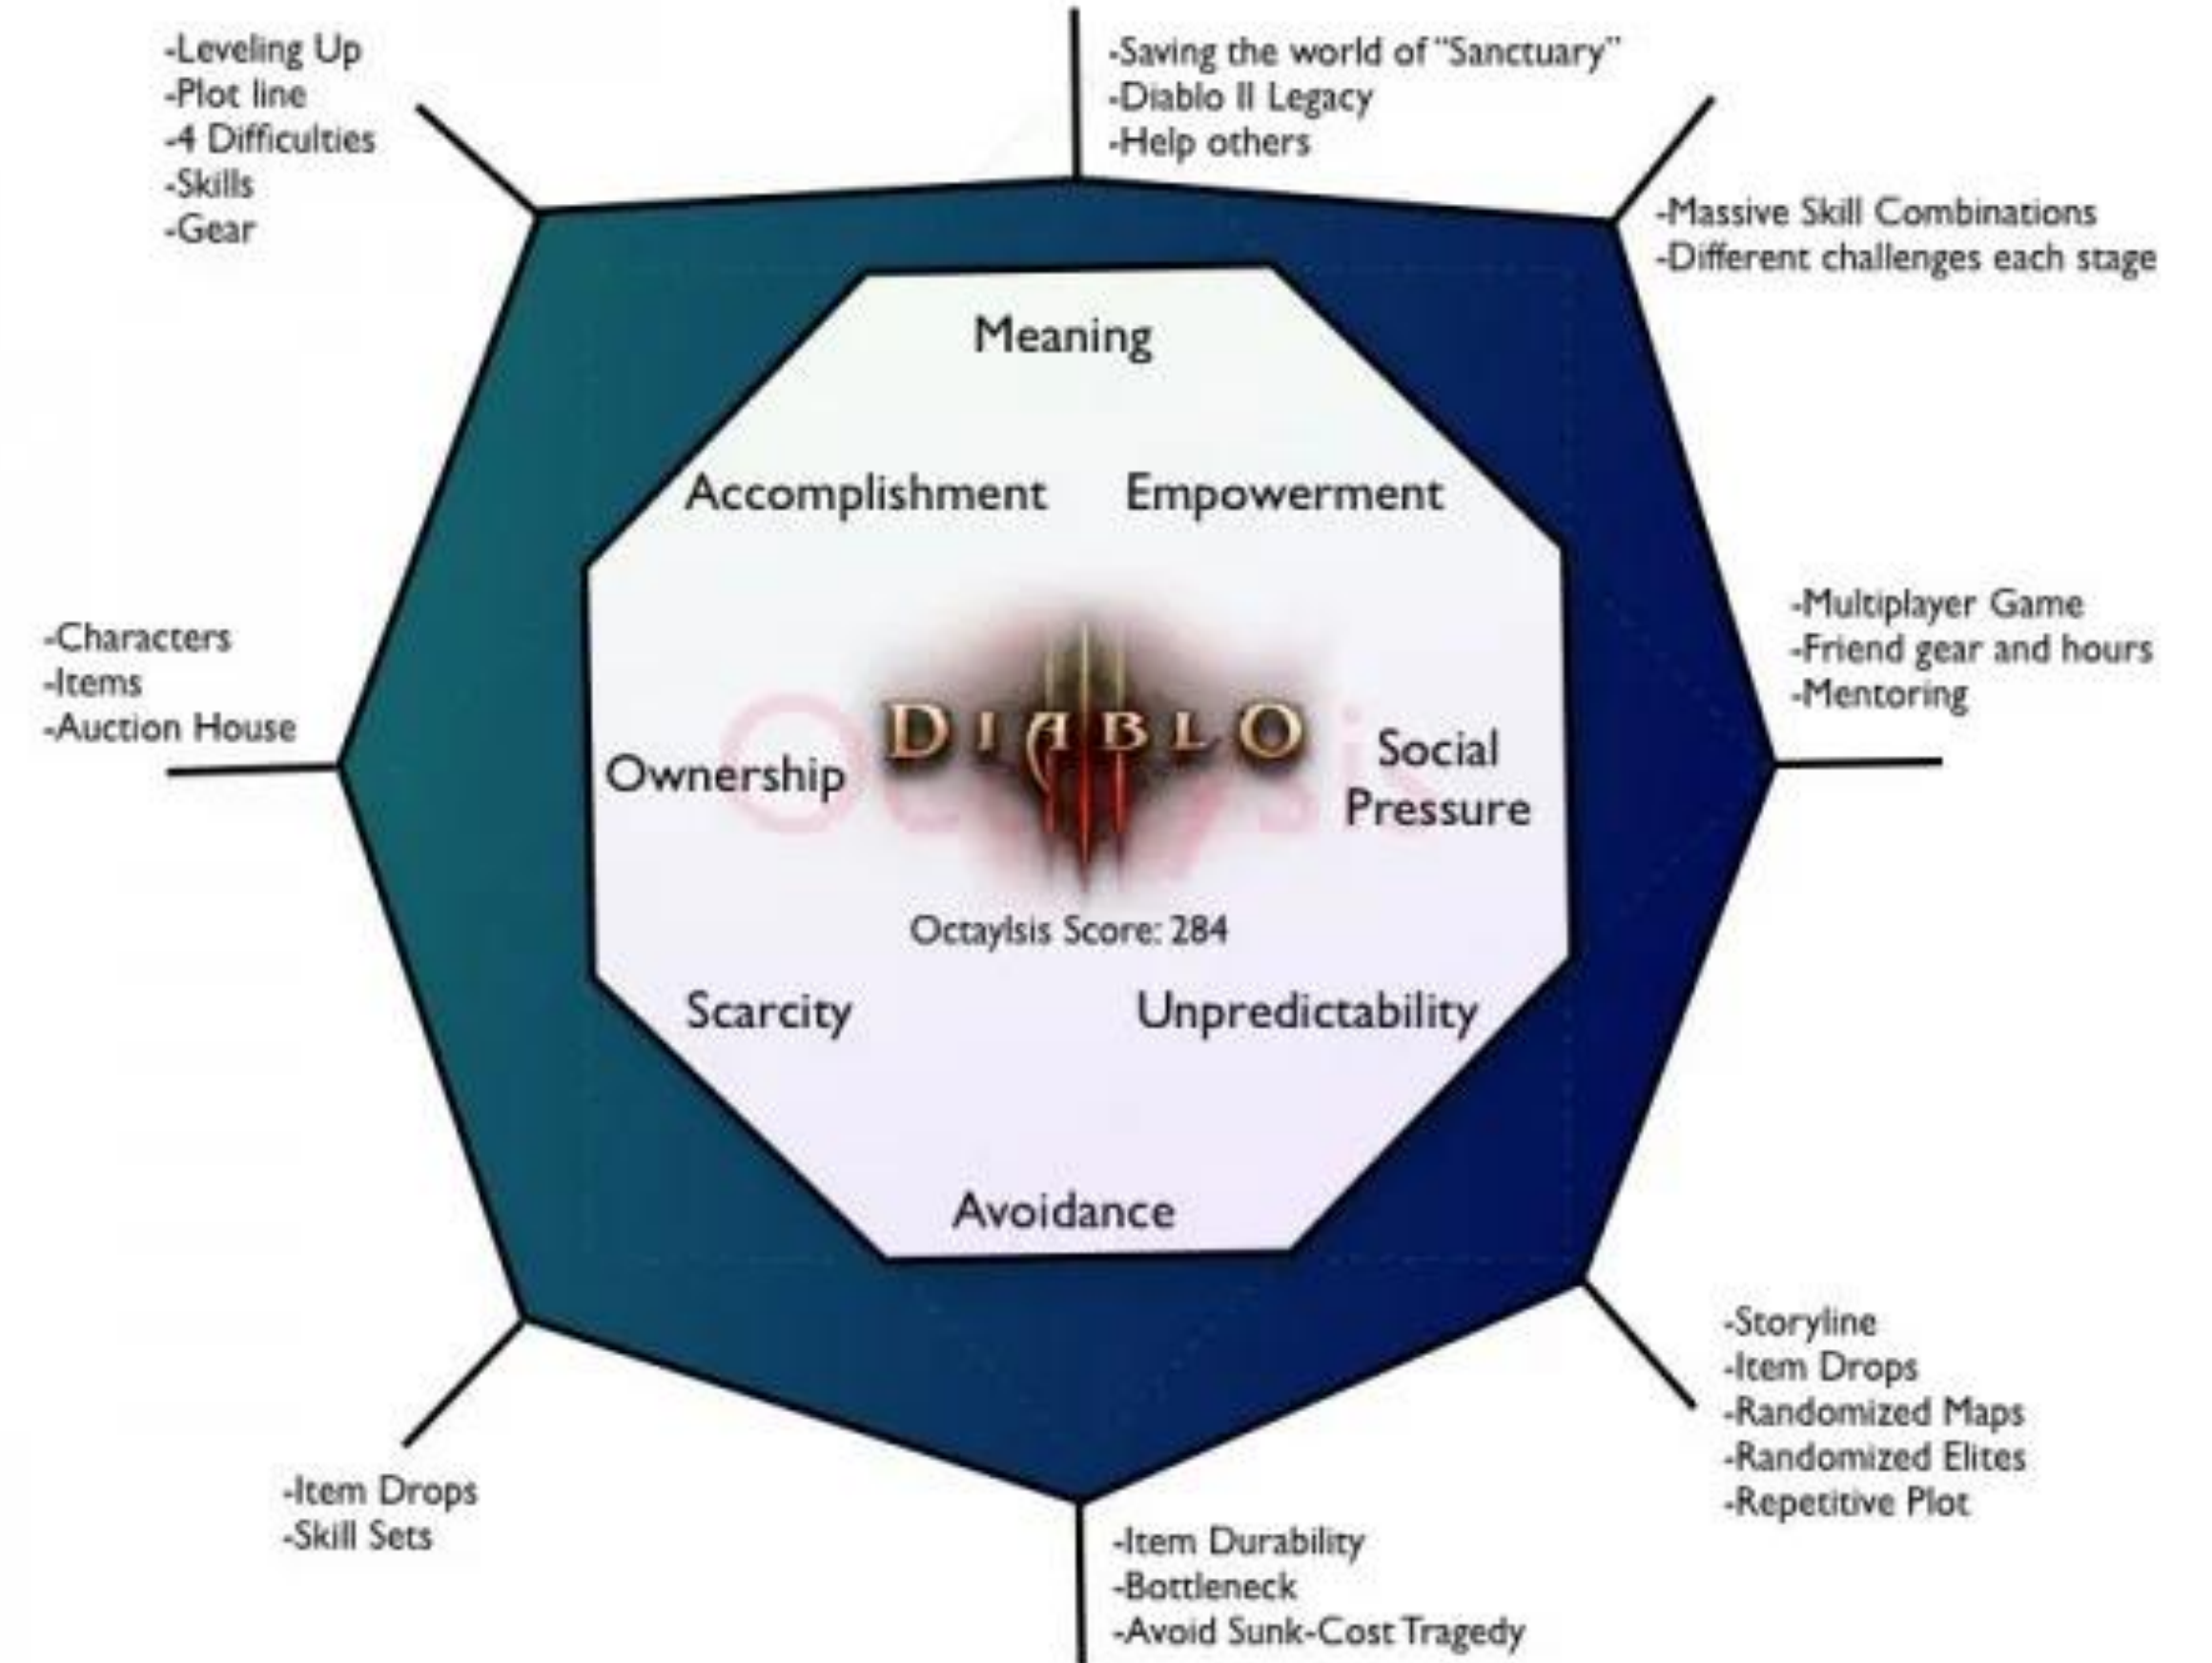 -Leveling Up
-Plot line
-4 Difficulties
-Skills
-Gear
-Saving the world of “Sanctuary”
-Diablo II Legacy
-Help others
-Massive Skill Combinations
-Different challenges each stage
Meaning
Accomplishment
Empowerment
-Characters
-Items
-Auction House
-Multiplayer Game
-Friend gear and hours
-Mentoring
Ownership
DIABLO
Social
Pressure
Octalysis
Octaylsis Score: 284
Scarcity
Unpredictability
Avoidance
-Item Drops
-Skill Sets
-Item Durability
-Bottleneck
-Avoid Sunk-Cost Tragedy
-Storyline
-Item Drops
-Randomized Maps
-Randomized Elites
-Repetitive Plot